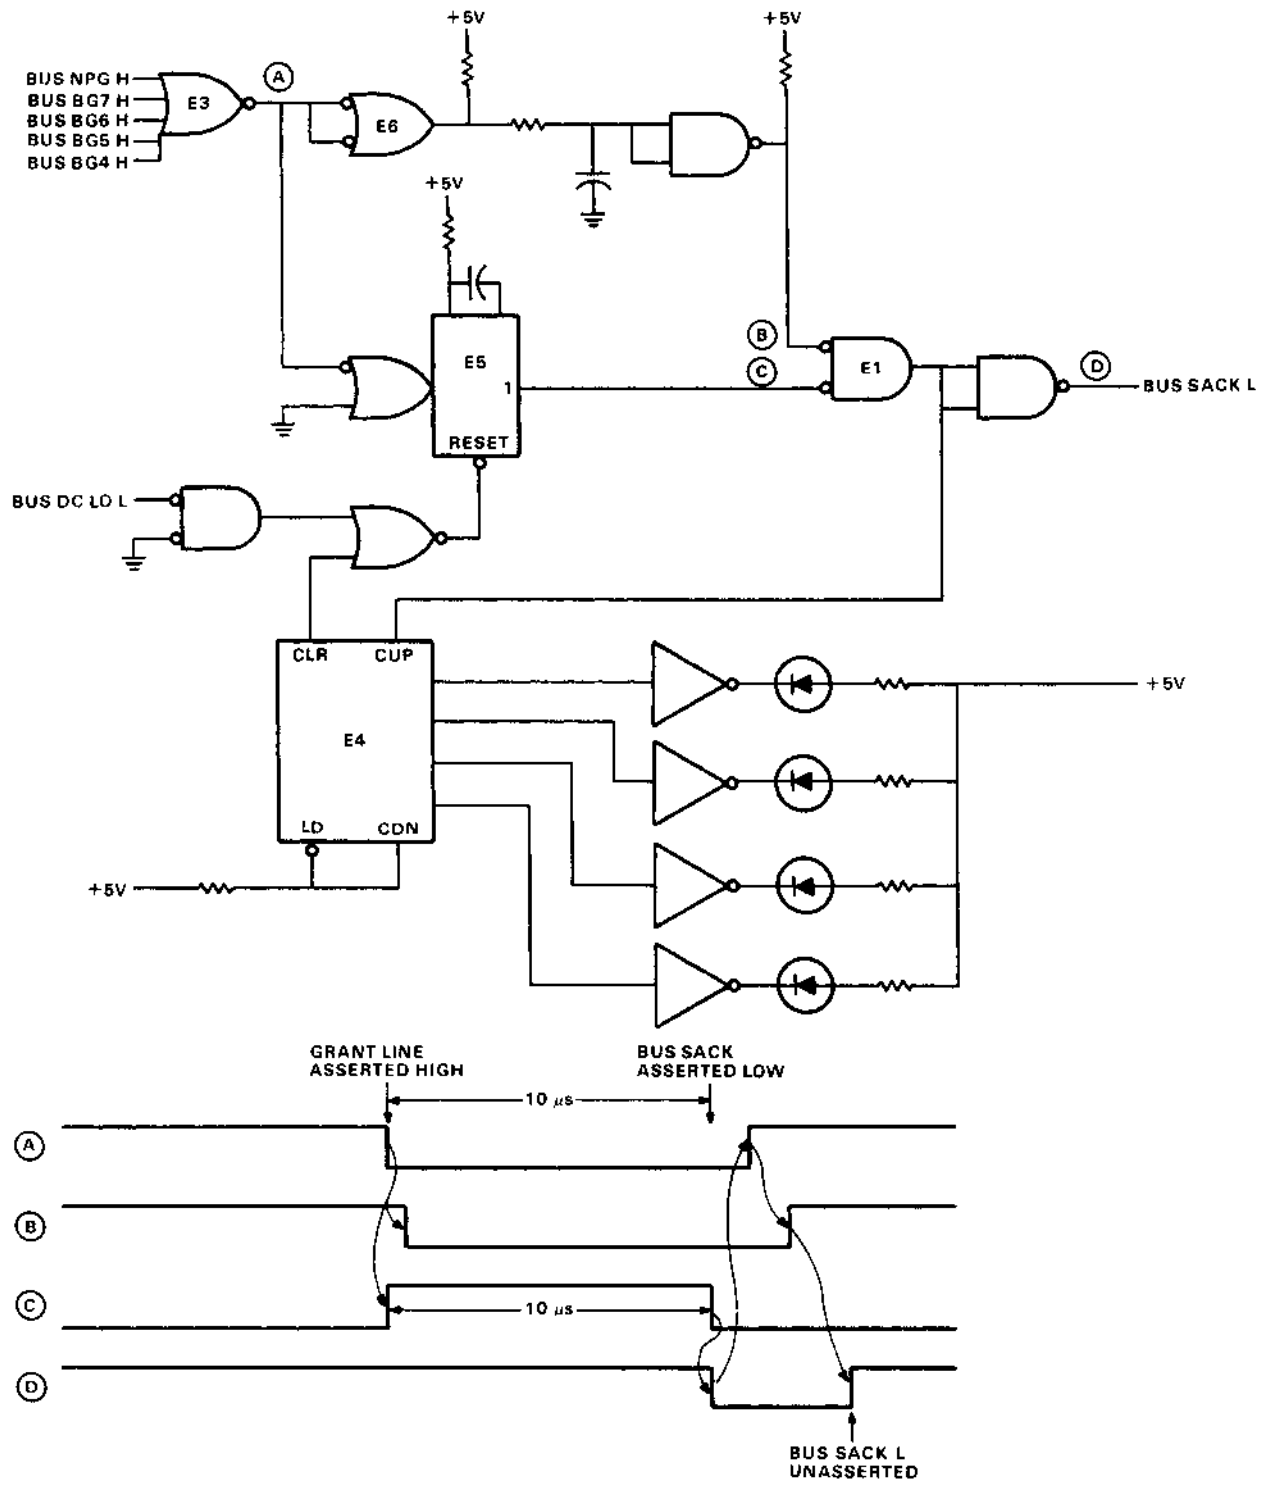 +5V
+5V
BUS NPG H
BUS BG7 H
BUS BG6 H
BUS BG5 H
BUS BG4 H
E3
A
E6
+5V
E5
1
RESET
B
C
E1
D
BUS SACK L
BUS DC LO L
CLR
CUP
E4
LD
CDN
+5V
+5V
GRANT LINE
ASSERTED HIGH
BUS SACK
ASSERTED LOW
10 μs
A
B
C
10 μs
D
BUS SACK L
UNASSERTED